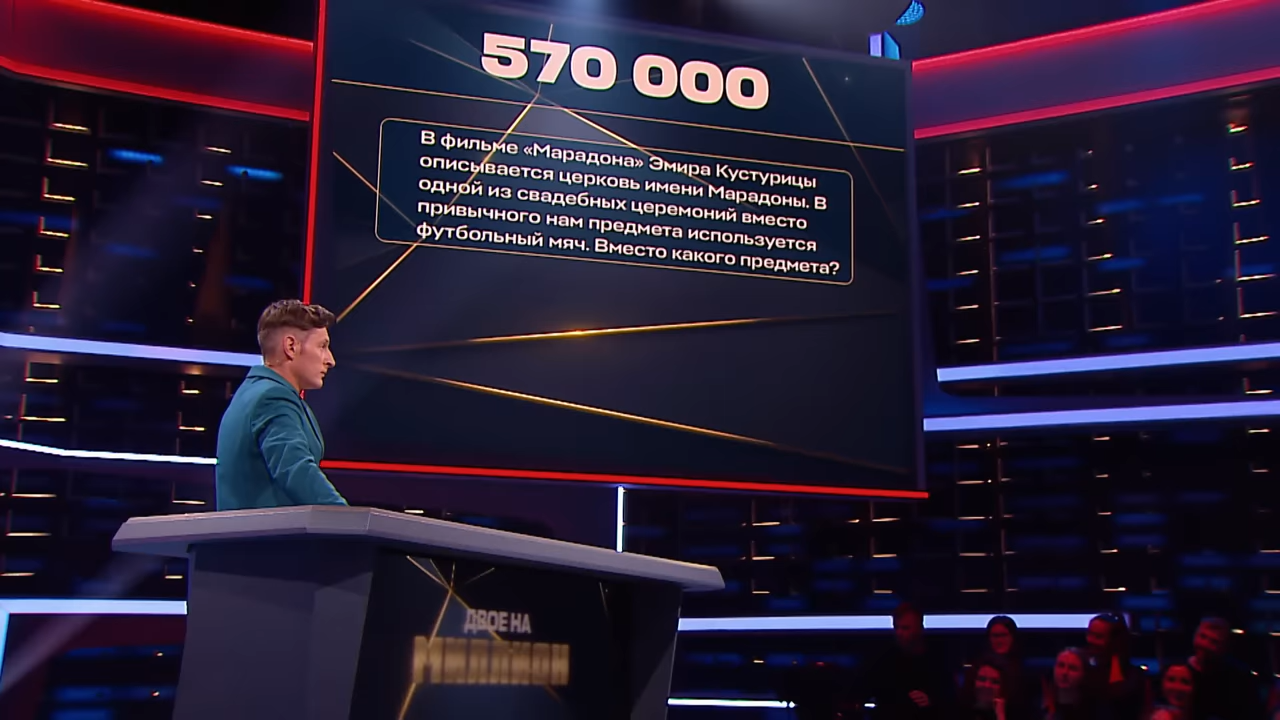 570 000
В фильме «Марадона» Эмира Кустурицы
описывается церковь имени Марадоны. В
одной из свадебных церемоний вместо
привычного нам предмета используется
футбольный мяч. Вместо какого предмета?
ДВОЕ НА
МИЛЛИОН